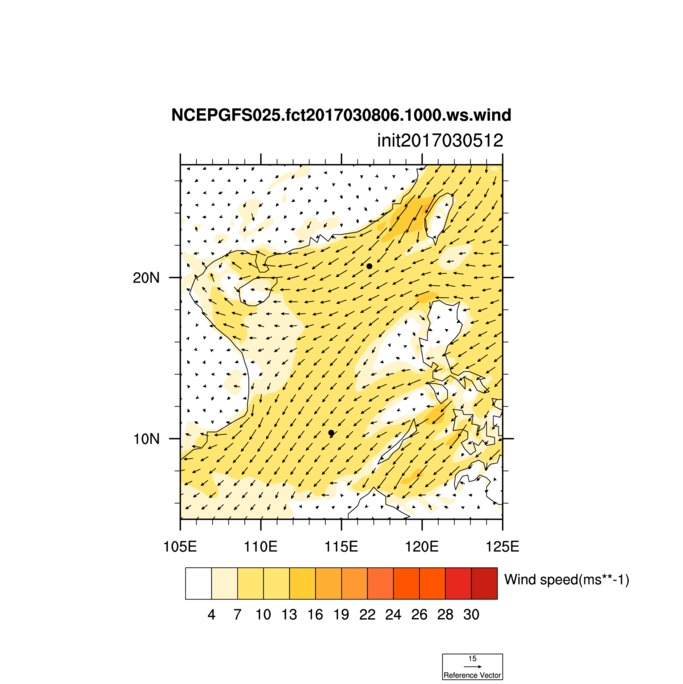 NCEPGFS025.fct2017030806.1000.ws.wind
init2017030512
20N
10N
105E 110E 115E 120E 125E
Wind speed(ms**-1)
4 7 10 13 16 19 22 24 26 28 30
15
Reference Vector